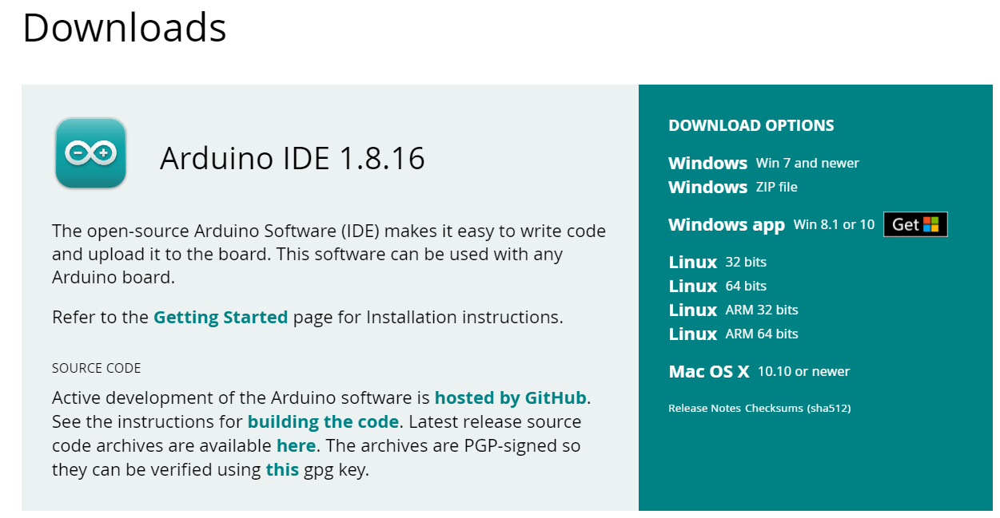 Downloads
Arduino IDE 1.8.16
The open-source Arduino Software (IDE) makes it easy to write code
and upload it to the board. This software can be used with any
Arduino board.
Refer to the Getting Started page for Installation instructions.
SOURCE CODE
Active development of the Arduino software is hosted by GitHub.
See the instructions for building the code. Latest release source
code archives are available here. The archives are PGP-signed so
they can be verified using this gpg key.
DOWNLOAD OPTIONS
Windows Win 7 and newer
Windows ZIP file
Windows app Win 8.1 or 10 Get
Linux 32 bits
Linux 64 bits
Linux ARM 32 bits
Linux ARM 64 bits
Mac OS X 10.10 or newer
Release Notes Checksums (sha512)